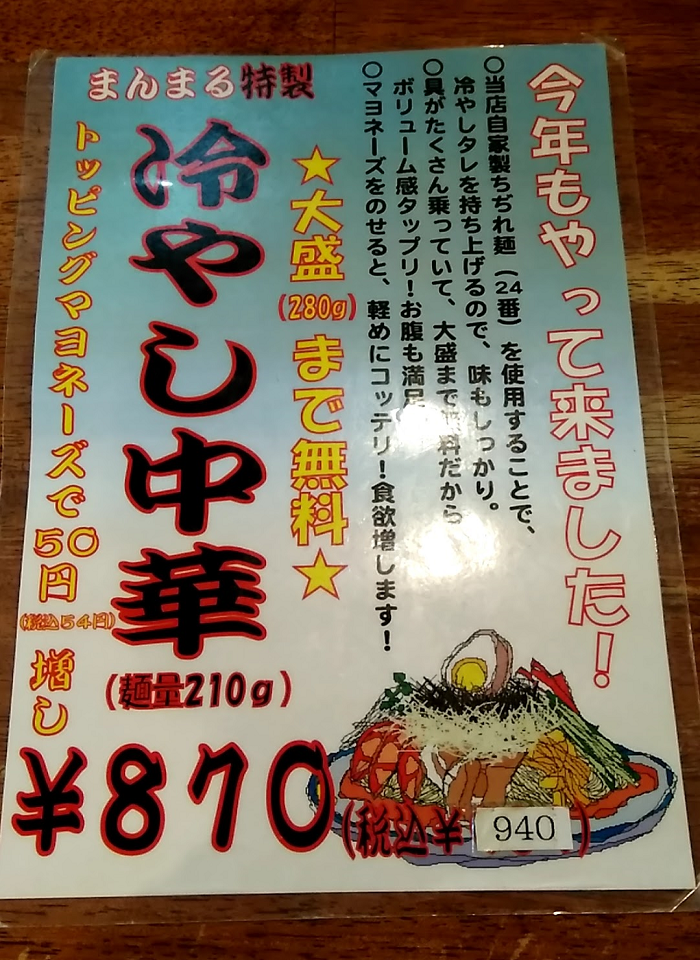 今年もやって来ました!
○当店自家製ちぢれ麺(24番)を使用することで、
冷やしタレを持ち上げるので、味もしっかり。
○具がたくさん乗っていて、大盛まで無料だから
ボリューム感タップリ!お腹も満足
○マヨネーズをのせると、軽めにコッテリ!食欲増します!
★大盛(280g)まで無料★
まんまる特製
冷やし中華
(麺量210g)
トッピングマヨネーズで50円(税込54円)増し
¥870(税込¥940)